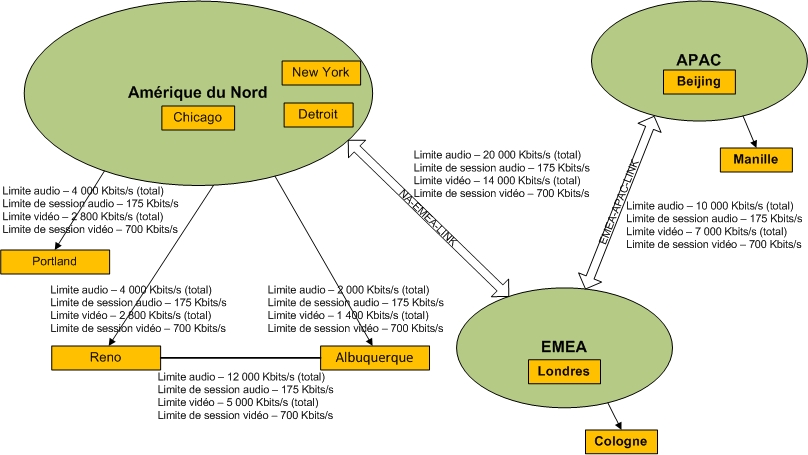 Amérique du Nord
New York
Chicago
Detroit
APAC
Beijing
Manille
Limite audio – 20 000 Kbits/s (total)
Limite de session audio – 175 Kbits/s
Limite vidéo – 14 000 Kbits/s (total)
Limite de session vidéo – 700 Kbits/s
NA-EMEA-LINK
EMEA-APAC-LINK
Limite audio – 10 000 Kbits/s (total)
Limite de session audio – 175 Kbits/s
Limite vidéo – 7 000 Kbits/s (total)
Limite de session vidéo – 700 Kbits/s
Limite audio – 4 000 Kbits/s (total)
Limite de session audio – 175 Kbits/s
Limite vidéo – 2 800 Kbits/s (total)
Limite de session vidéo – 700 Kbits/s
Portland
Limite audio – 4 000 Kbits/s (total)
Limite de session audio – 175 Kbits/s
Limite vidéo – 2 800 Kbits/s (total)
Limite de session vidéo – 700 Kbits/s
Limite audio – 2 000 Kbits/s (total)
Limite de session audio – 175 Kbits/s
Limite vidéo – 1 400 Kbits/s (total)
Limite de session vidéo – 700 Kbits/s
Reno
Albuquerque
Limite audio – 12 000 Kbits/s (total)
Limite de session audio – 175 Kbits/s
Limite vidéo – 5 000 Kbits/s (total)
Limite de session vidéo – 700 Kbits/s
EMEA
Londres
Cologne